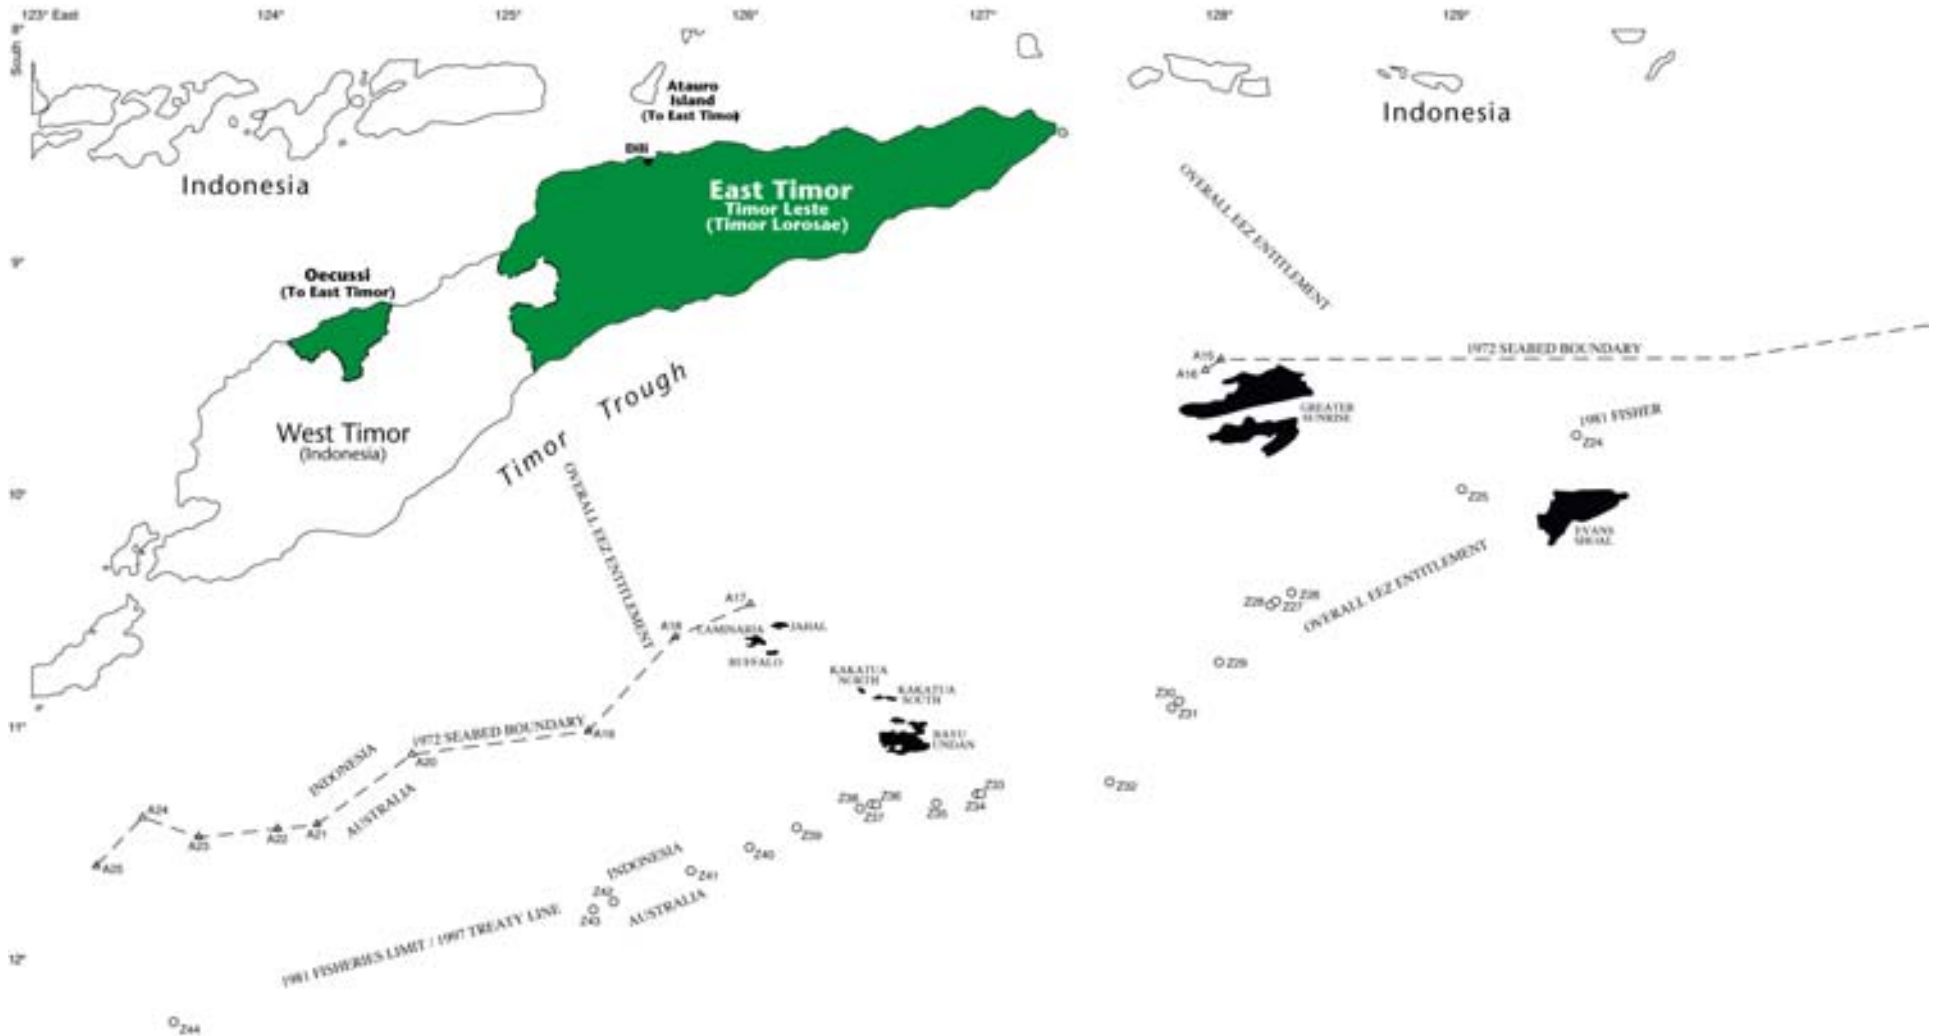 123° East
124°
125°
126°
127°
128°
129°
8°
South
Atauro
Island
(To East Timo)
Indonesia
Dili
Indonesia
East Timor
Timor Leste
(Timor Lorosae)
OVERALL EEZ ENTITLEMENT
9°
Oecussi
(To East Timor)
1972 SEABED BOUNDARY
A15
A16
Timor Trough
GREATER
SUNRISE
1981 FISHER
Z24
West Timor
(Indonesia)
OVERALL EEZ ENTITLEMENT
10°
Z25
EVANS
SHOAL
OVERALL EEZ ENTITLEMENT
A17
Z26
Z28
Z27
A18
LAMINARIA
JAHAL
BUFFALO
Z29
KAKATUA
NORTH
KAKATUA
SOUTH
Z30
Z31
11°
1972 SEABED BOUNDARY
A19
BAYU
UNDAN
A20
INDONESIA
AUSTRALIA
Z32
Z33
Z34
Z35
Z36
Z38
Z37
A24
A23
A22
A21
Z39
Z40
A25
INDONESIA
Z41
Z42
Z43
AUSTRALIA
1981 FISHERIES LIMIT / 1997 TREATY LINE
12°
Z44